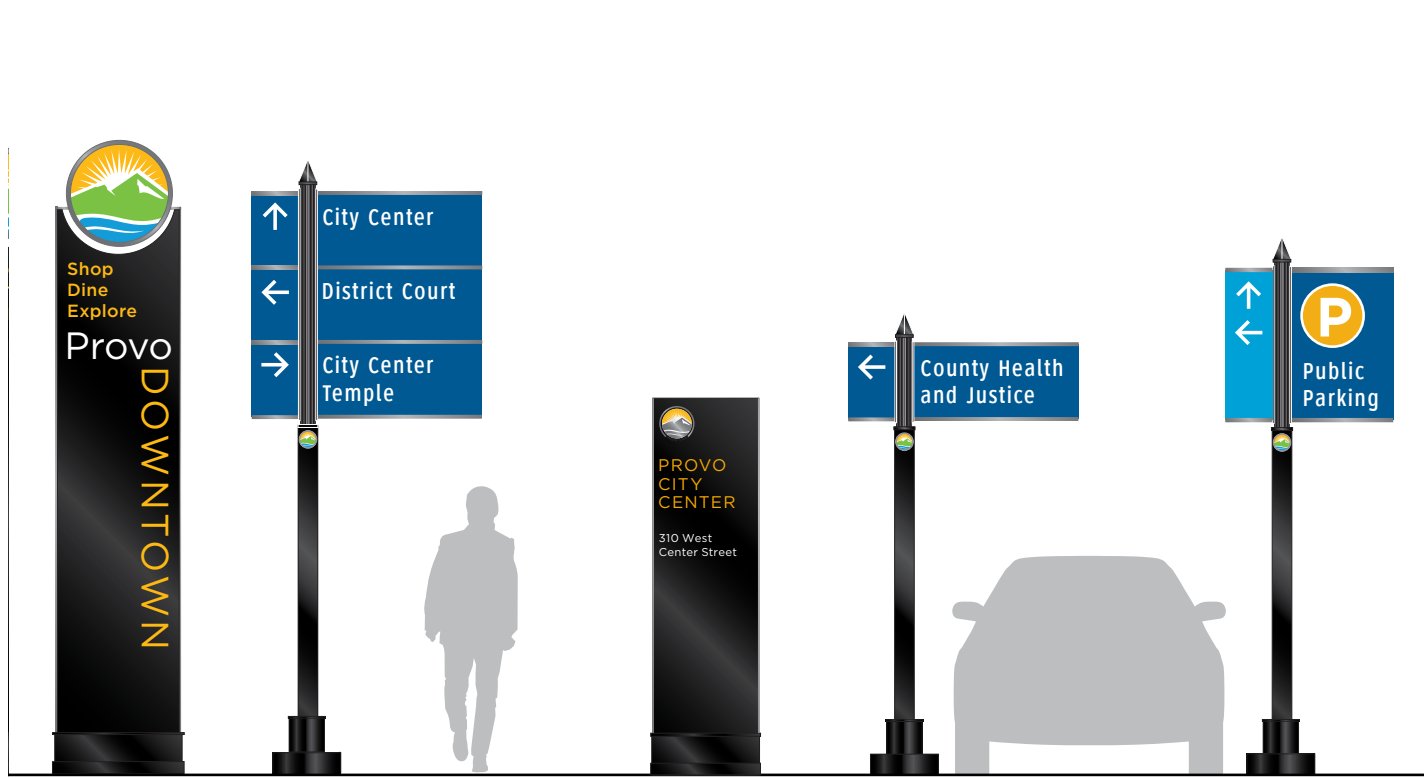 Shop
Dine
Explore
Provo
DOWNTOWN
City Center
District Court
City Center
Temple
PROVO
CITY
CENTER
310 West
Center Street
County Health
and Justice
P
Public
Parking